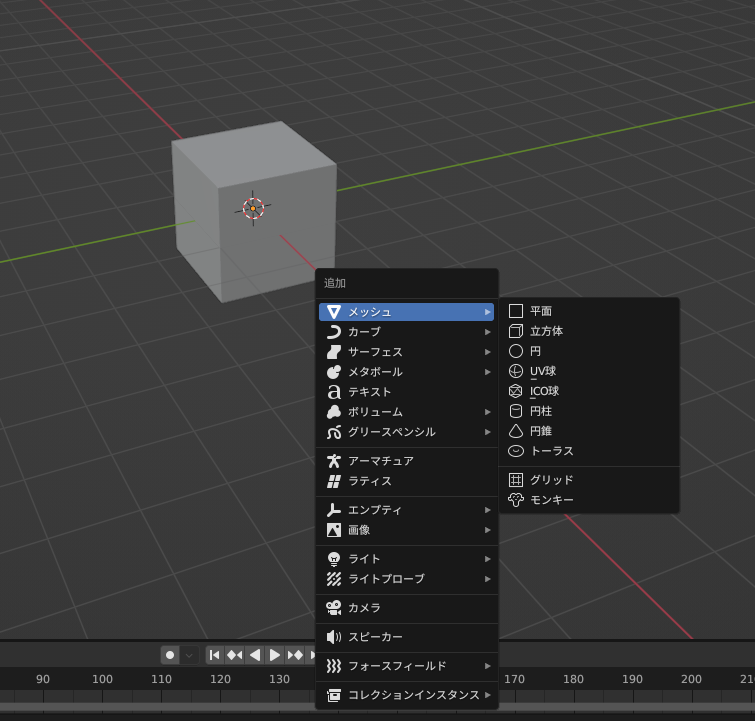 追加
メッシュ
カーブ
サーフェス
メタボール
テキスト
ボリューム
グリースペンシル
アーマチュア
ラティス
エンプティ
画像
ライト
ライトプローブ
カメラ
スピーカー
フォースフィールド
コレクションインスタンス
平面
立方体
円
UV球
ICO球
円柱
円錐
トーラス
グリッド
モンキー
90 100 110 120 130 170 180 190 200